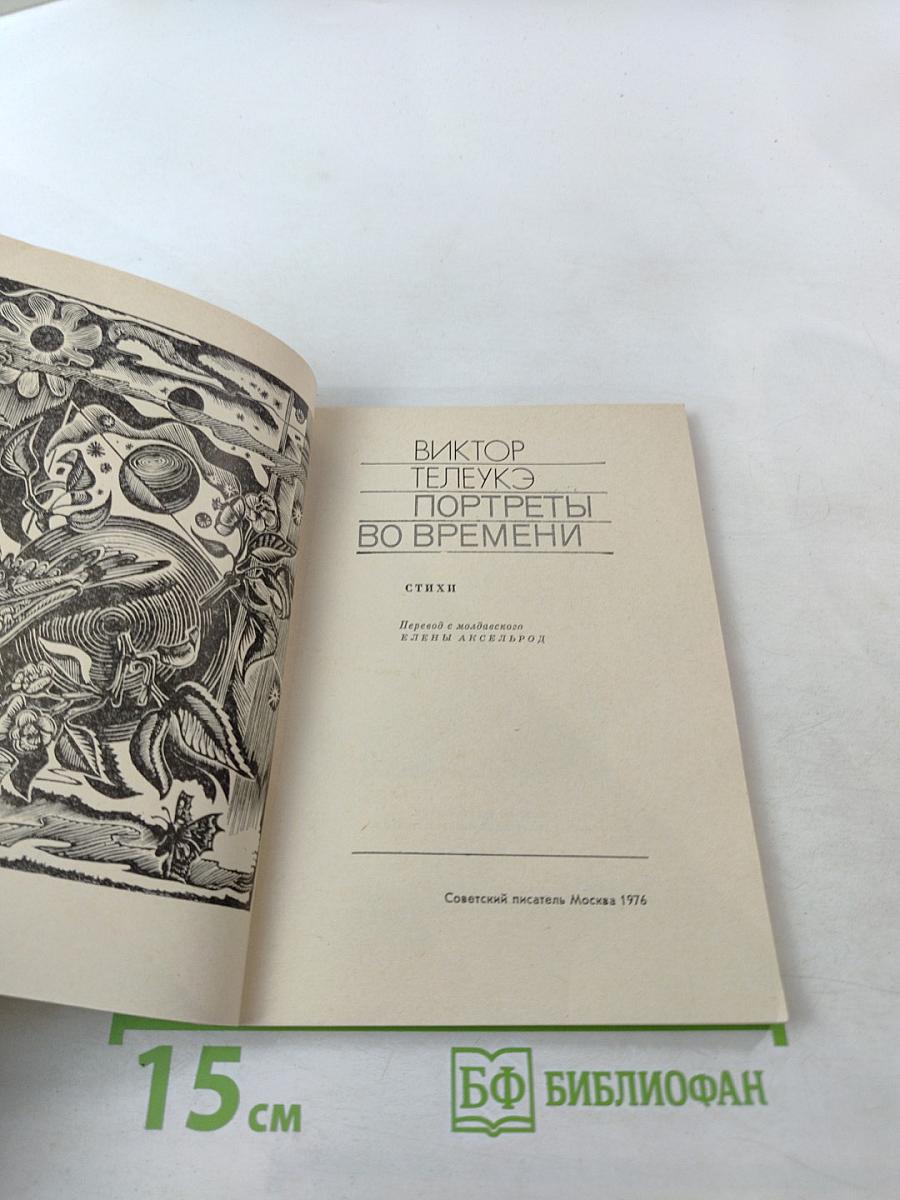 ВИКТОР
ТЕЛЕУКЭ
ПОРТРЕТЫ
ВО ВРЕМЕНИ
СТИХИ
Перевод с молдавского
ЕЛЕНЫ АКСЕЛЬРОД
Советский писатель Москва 1976
15 см
БФ БИБЛИОФАН